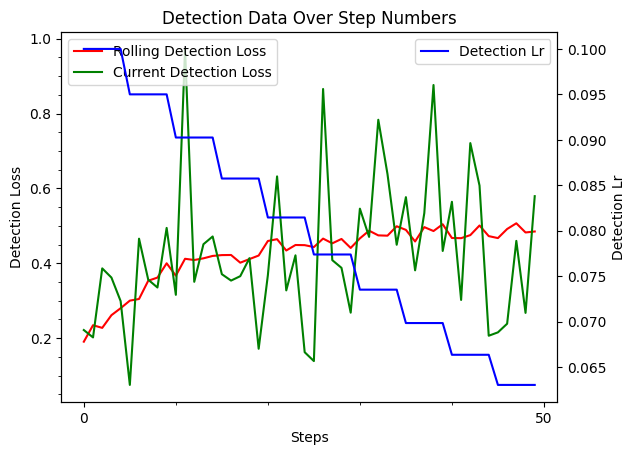 Detection Data Over Step Numbers
Rolling Detection Loss
Current Detection Loss
Detection Lr
1.0
0.8
0.6
0.4
0.2
Detection Loss
0.100
0.095
0.090
0.085
0.080
0.075
0.070
0.065
Detection Lr
0
50
Steps